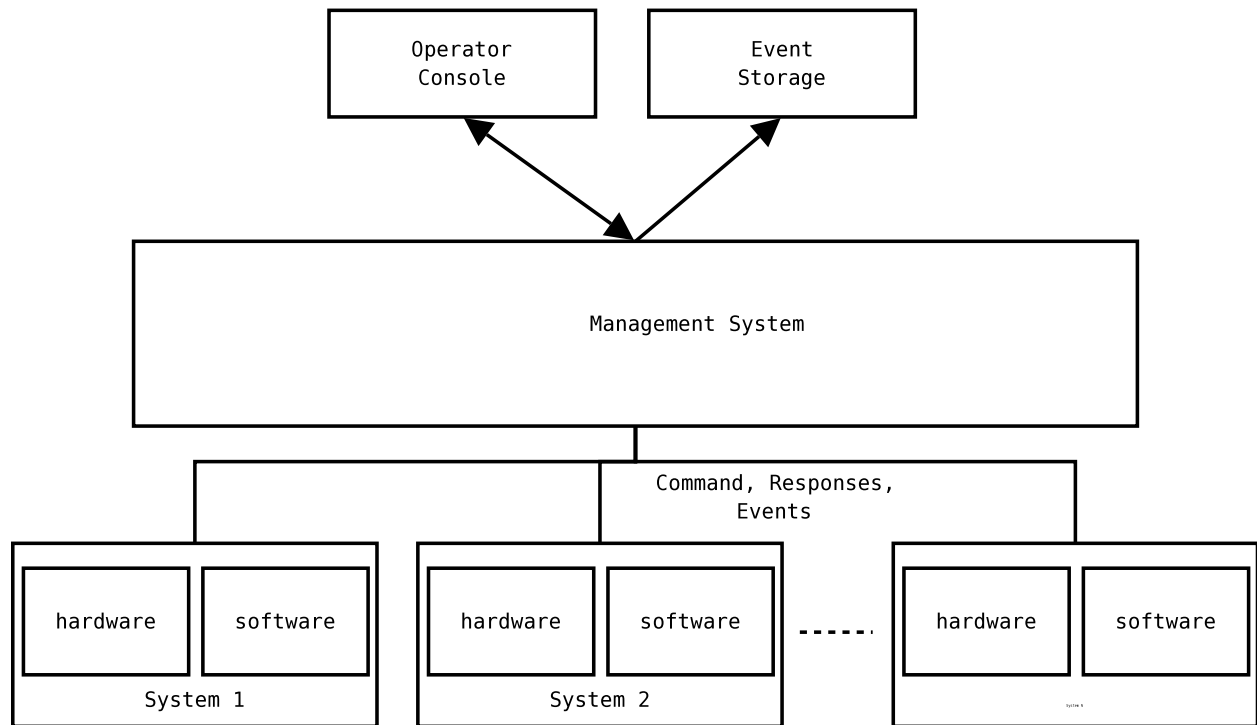 Operator
Console
Event
Storage
Management System
Command, Responses,
Events
hardware
software
hardware
software
hardware
software
System 1
System 2